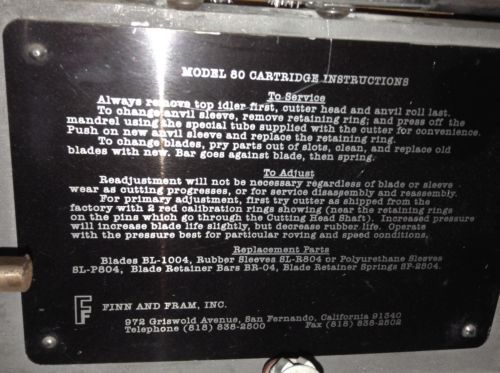 MODEL 80 CARTRIDGE INSTRUCTIONS
To Service
Always remove top idler first, cutter head and anvil roll last.
To change anvil sleeve, remove retaining ring; and press off the
mandrel using the special tube supplied with the cutter for convenience.
Push on new anvil sleeve and replace the retaining ring.
To change blades, pry parts out of slots, clean, and replace old
blades with new. Bar goes against blade, then spring.
To Adjust
Readjustment will not be necessary regardless of blade or sleeve
wear as cutting progresses, or for service disassembly and reassembly.
For primary adjustment, first try cutter as shipped from the
factory with 2 red calibration rings showing (near the retaining rings
on the pins which go through the Cutting Head Shaft). Increased pressure
will increase blade life slightly, but decrease rubber life. Operate
with the pressure best for particular roving and speed conditions.
Replacement Parts
Blades BL-1004, Rubber Sleeves SL-R804 or Polyurethane Sleeves
SL-P804, Blade Retainer Bars BR-04, Blade Retainer Springs SP-2804.
FF
FINN AND FRAM, INC.
972 Griswold Avenue, San Fernando, California 91340
Telephone (818) 838-2800 Fax (818) 838-2802